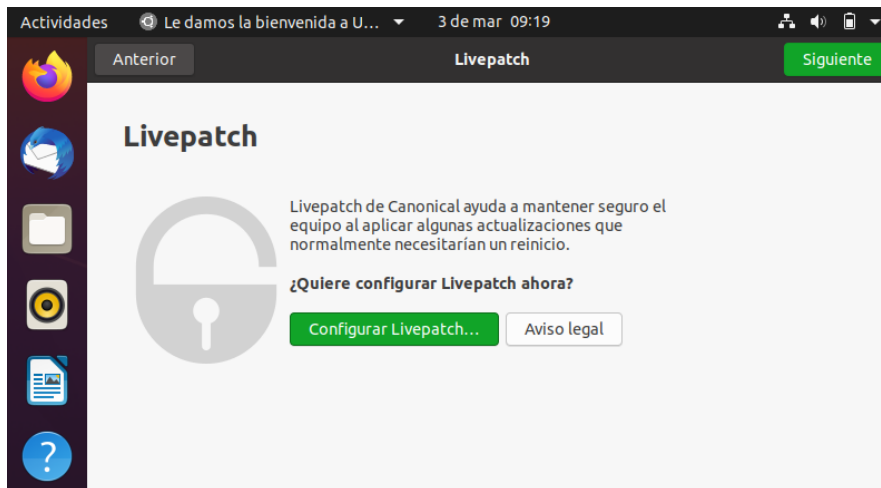 Actividades Le damos la bienvenida a U... 3 de mar 09:19
Anterior Livepatch Siguiente
Livepatch
Livepatch de Canonical ayuda a mantener seguro el
equipo al aplicar algunas actualizaciones que
normalmente necesitarían un reinicio.
¿Quiere configurar Livepatch ahora?
Configurar Livepatch... Aviso legal
?